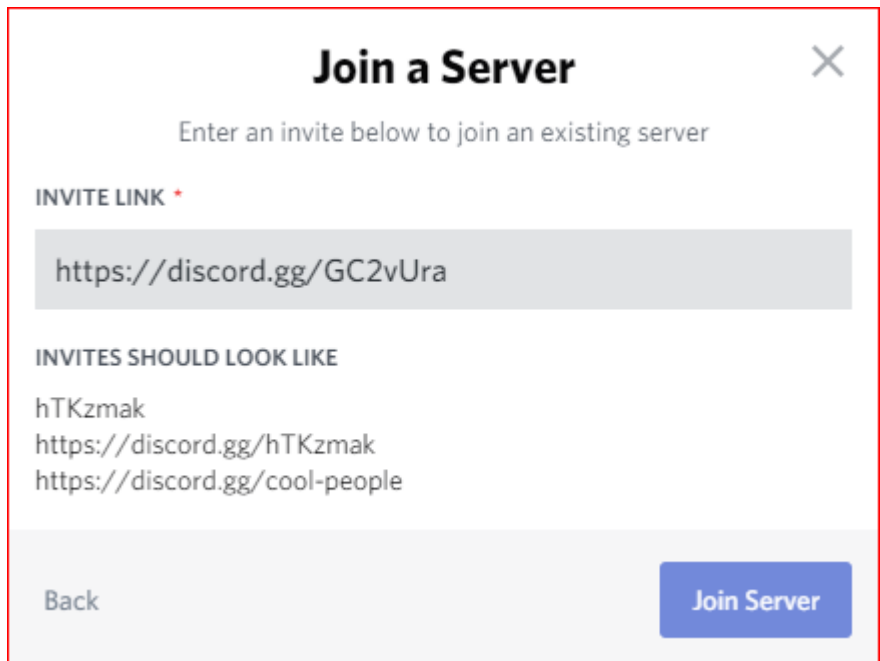 Join a Server
Enter an invite below to join an existing server
INVITE LINK *
https://discord.gg/GC2vUra
INVITES SHOULD LOOK LIKE
hTKzmak
https://discord.gg/hTKzmak
https://discord.gg/cool-people
Back
Join Server